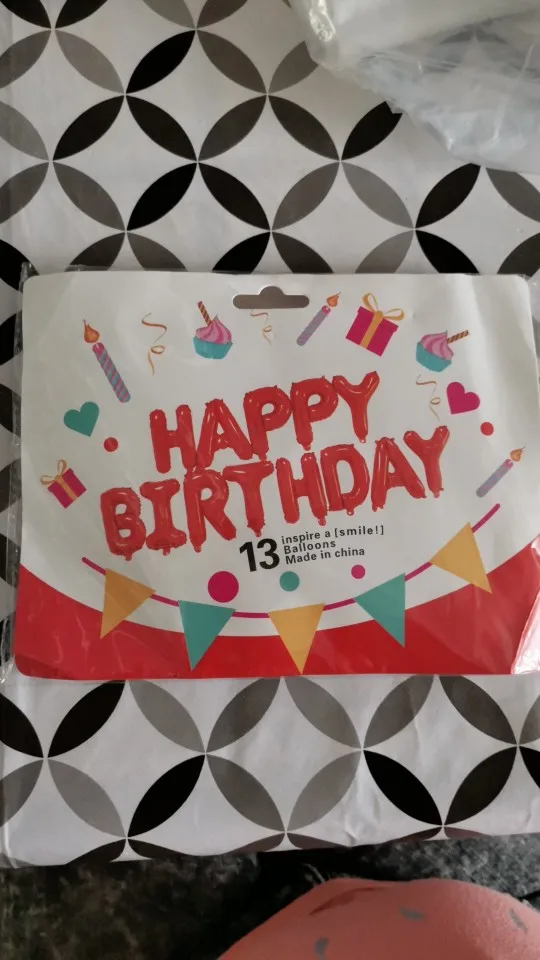 HAPPY
BIRTHDAY
13 inspire a [smile!]
Balloons
Made in china